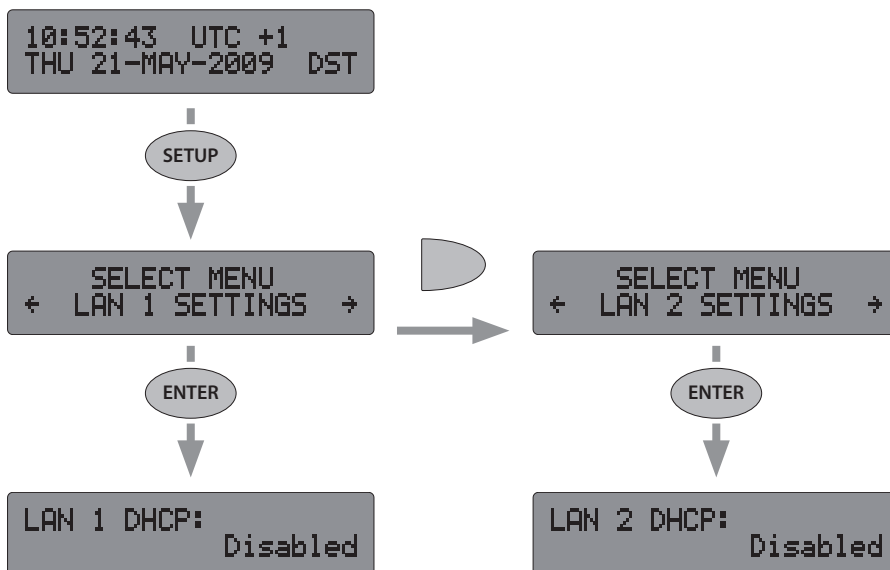 10:52:43 UTC +1
THU 21-MAY-2009 DST
SETUP
SELECT MENU
← LAN 1 SETTINGS →
SELECT MENU
← LAN 2 SETTINGS →
ENTER
ENTER
LAN 1 DHCP:
Disabled
LAN 2 DHCP:
Disabled